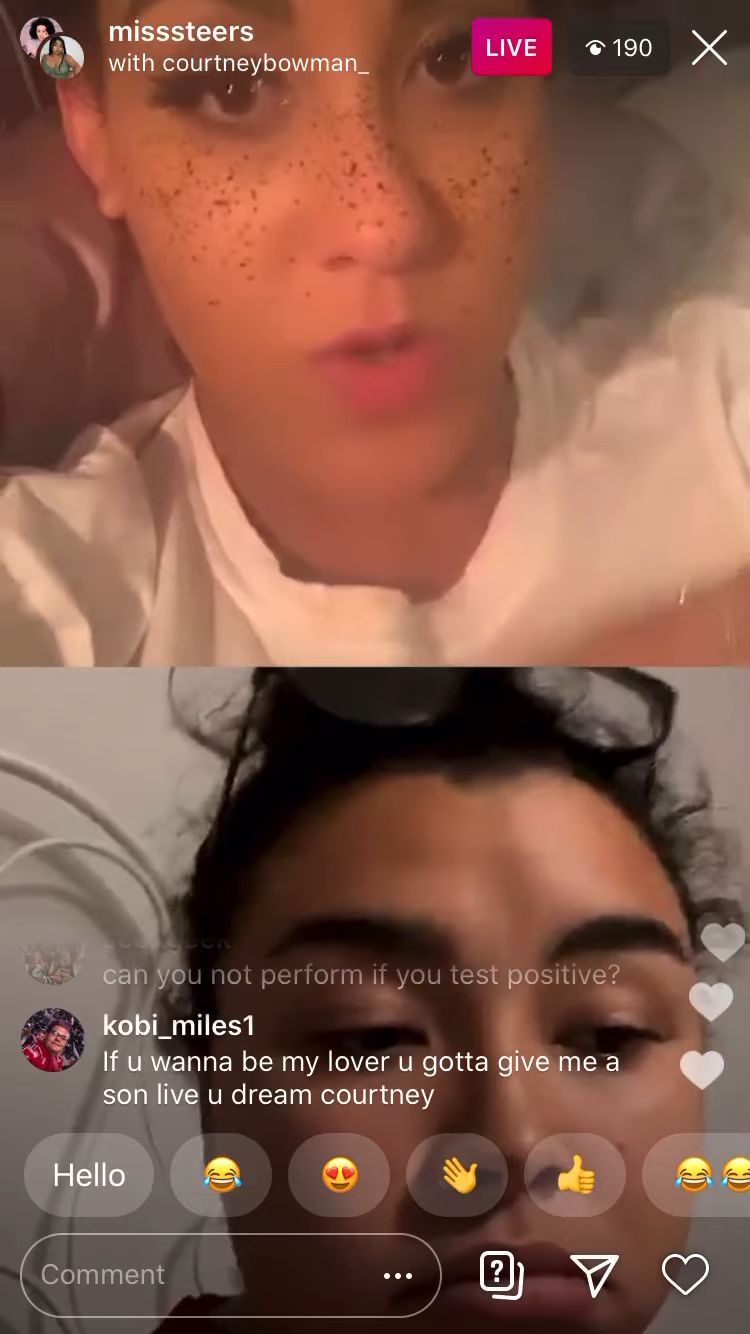 misssteers
with courtneybowman_
LIVE
190
can you not perform if you test positive?
kobi_miles1
If u wanna be my lover u gotta give me a
son live u dream courtney
Hello
Comment